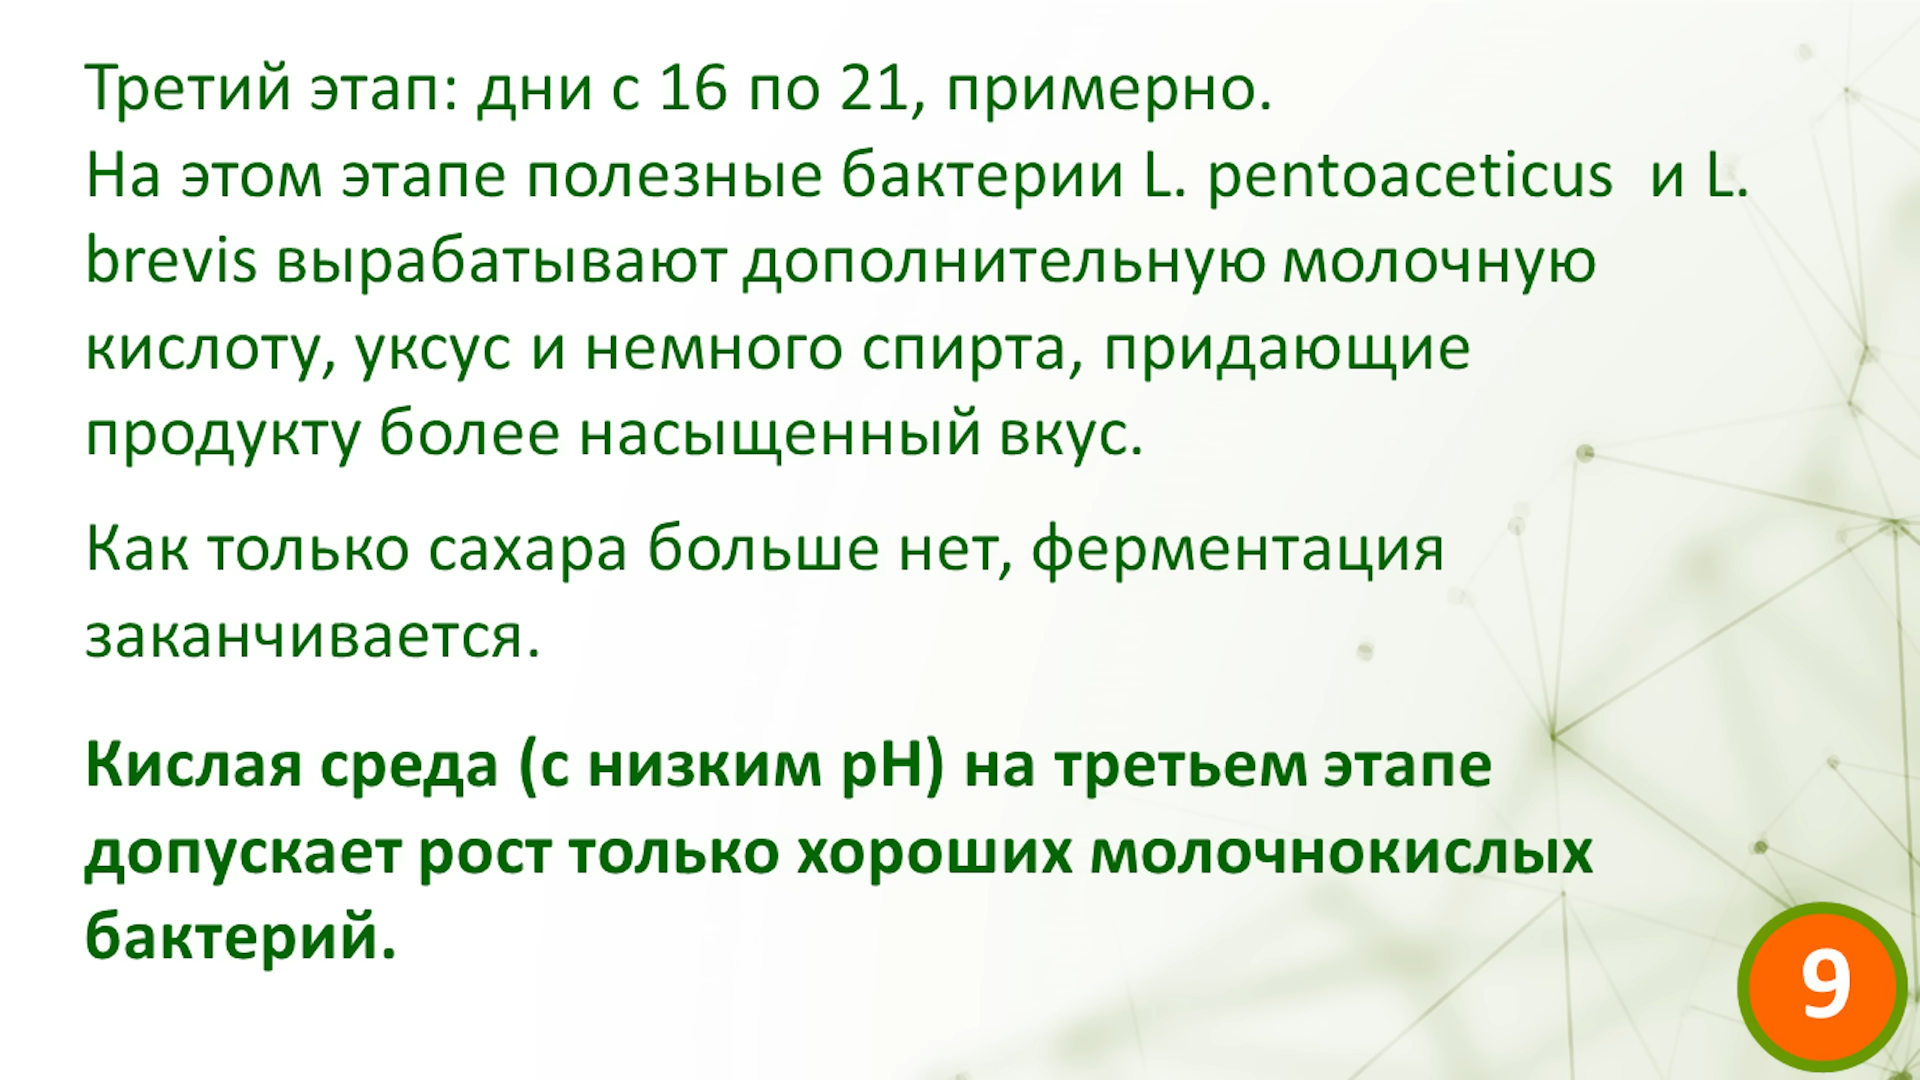 Третий этап: дни с 16 по 21, примерно.
На этом этапе полезные бактерии L. pentoaceticus  и L.
brevis вырабатывают дополнительную молочную
кислоту, уксус и немного спирта, придающие
продукту более насыщенный вкус.
Как только сахара больше нет, ферментация
заканчивается.
Кислая среда (с низким pH) на третьем этапе
допускает рост только хороших молочнокислых
бактерий.
9